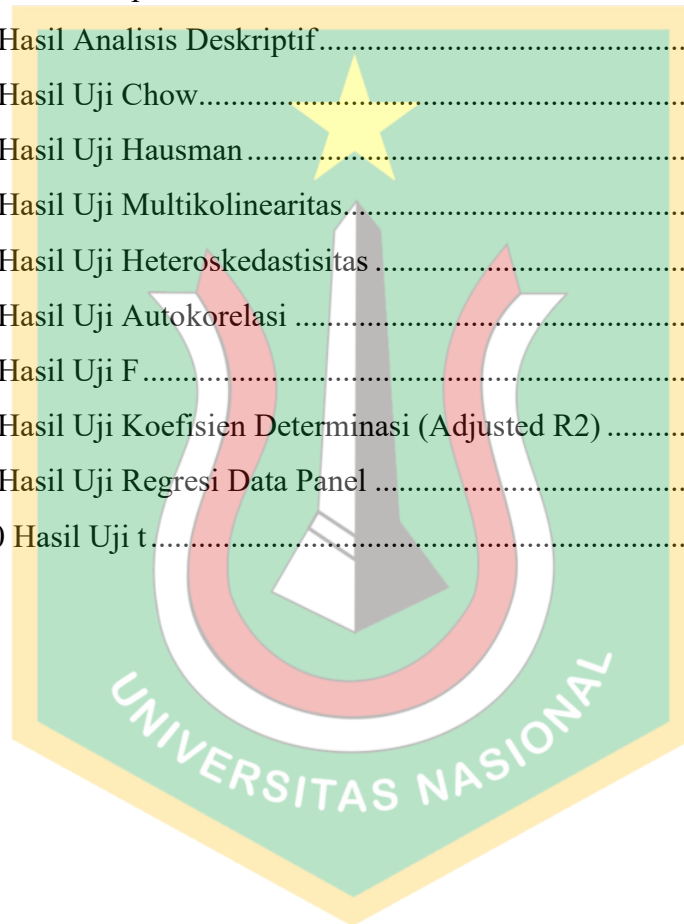 Hasil Analisis Deskriptif
Hasil Uji Chow
Hasil Uji Hausman
Hasil Uji Multikolinearitas
Hasil Uji Heteroskedastisitas
Hasil Uji Autokorelasi
Hasil Uji F
Hasil Uji Koefisien Determinasi (Adjusted R2)
Hasil Uji Regresi Data Panel
Hasil Uji t
UNIVERSITAS NASIONAL